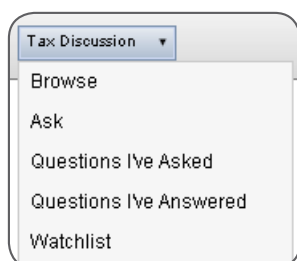 Tax Discussion ▼
Browse
Ask
Questions I've Asked
Questions I've Answered
Watchlist